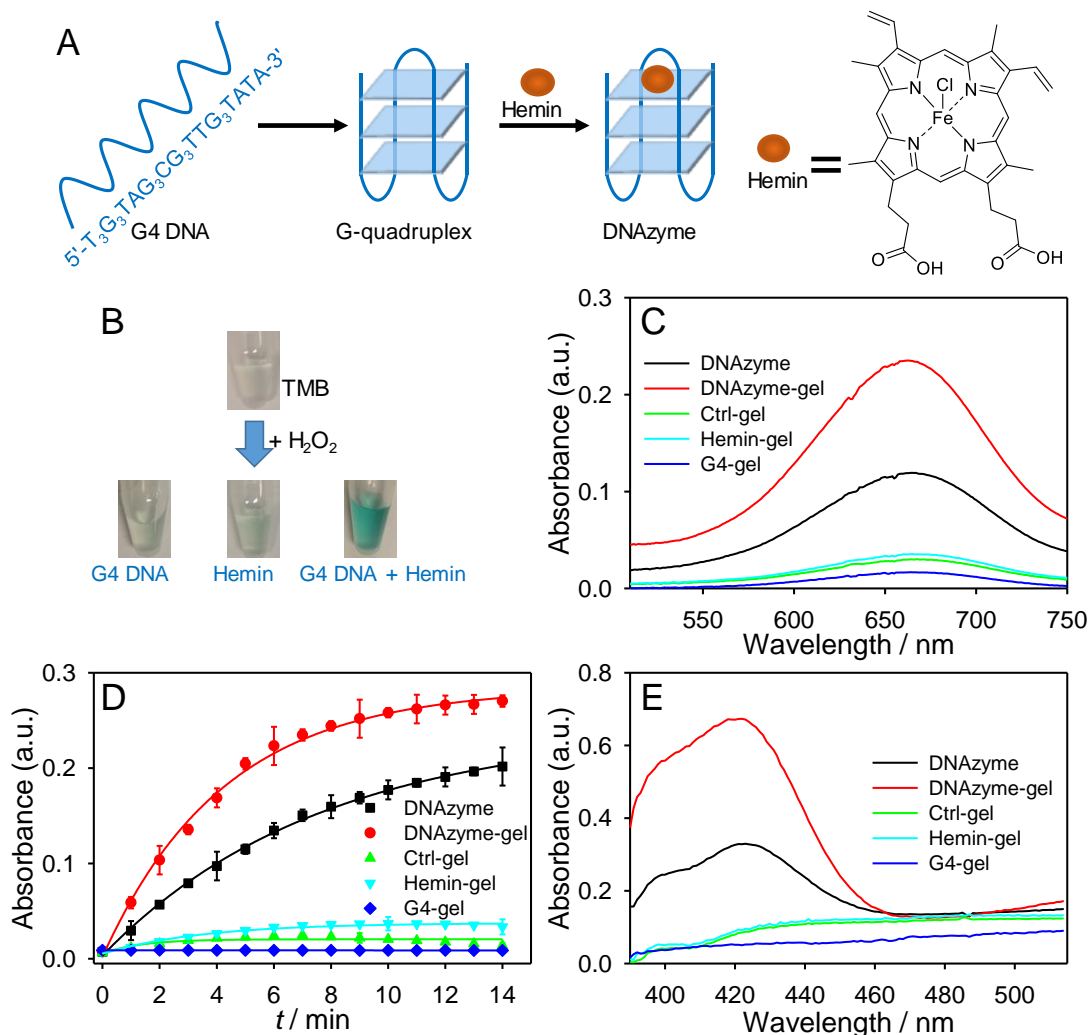 A
5'-T₃G₃TAG₃CG₃TTG₃TATA-3'
G4 DNA
G-quadruplex
Hemin
DNAzyme
Hemin
Cl
N
N
Fe
N
N
O
OH
O
OH
B
TMB
+ H₂O₂
G4 DNA
Hemin
G4 DNA + Hemin
C
Absorbance (a.u.)
0.3
0.2
0.1
0.0
DNAzyme
DNAzyme-gel
Ctrl-gel
Hemin-gel
G4-gel
550
600
650
700
750
Wavelength / nm
D
Absorbance (a.u.)
0.3
0.2
0.1
0.0
DNAzyme
DNAzyme-gel
Ctrl-gel
Hemin-gel
G4-gel
0
2
4
6
8
10
12
14
t / min
E
Absorbance (a.u.)
0.8
0.6
0.4
0.2
0.0
DNAzyme
DNAzyme-gel
Ctrl-gel
Hemin-gel
G4-gel
400
420
440
460
480
500
Wavelength / nm